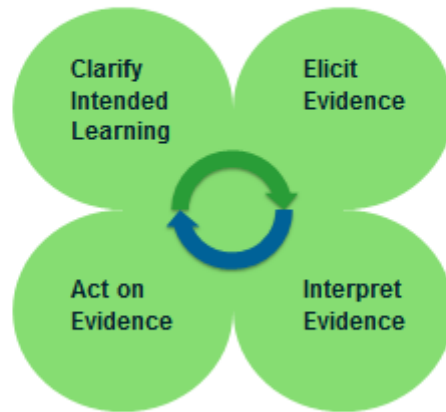 Clarify
Intended
Learning
Elicit
Evidence
Act on
Evidence
Interpret
Evidence